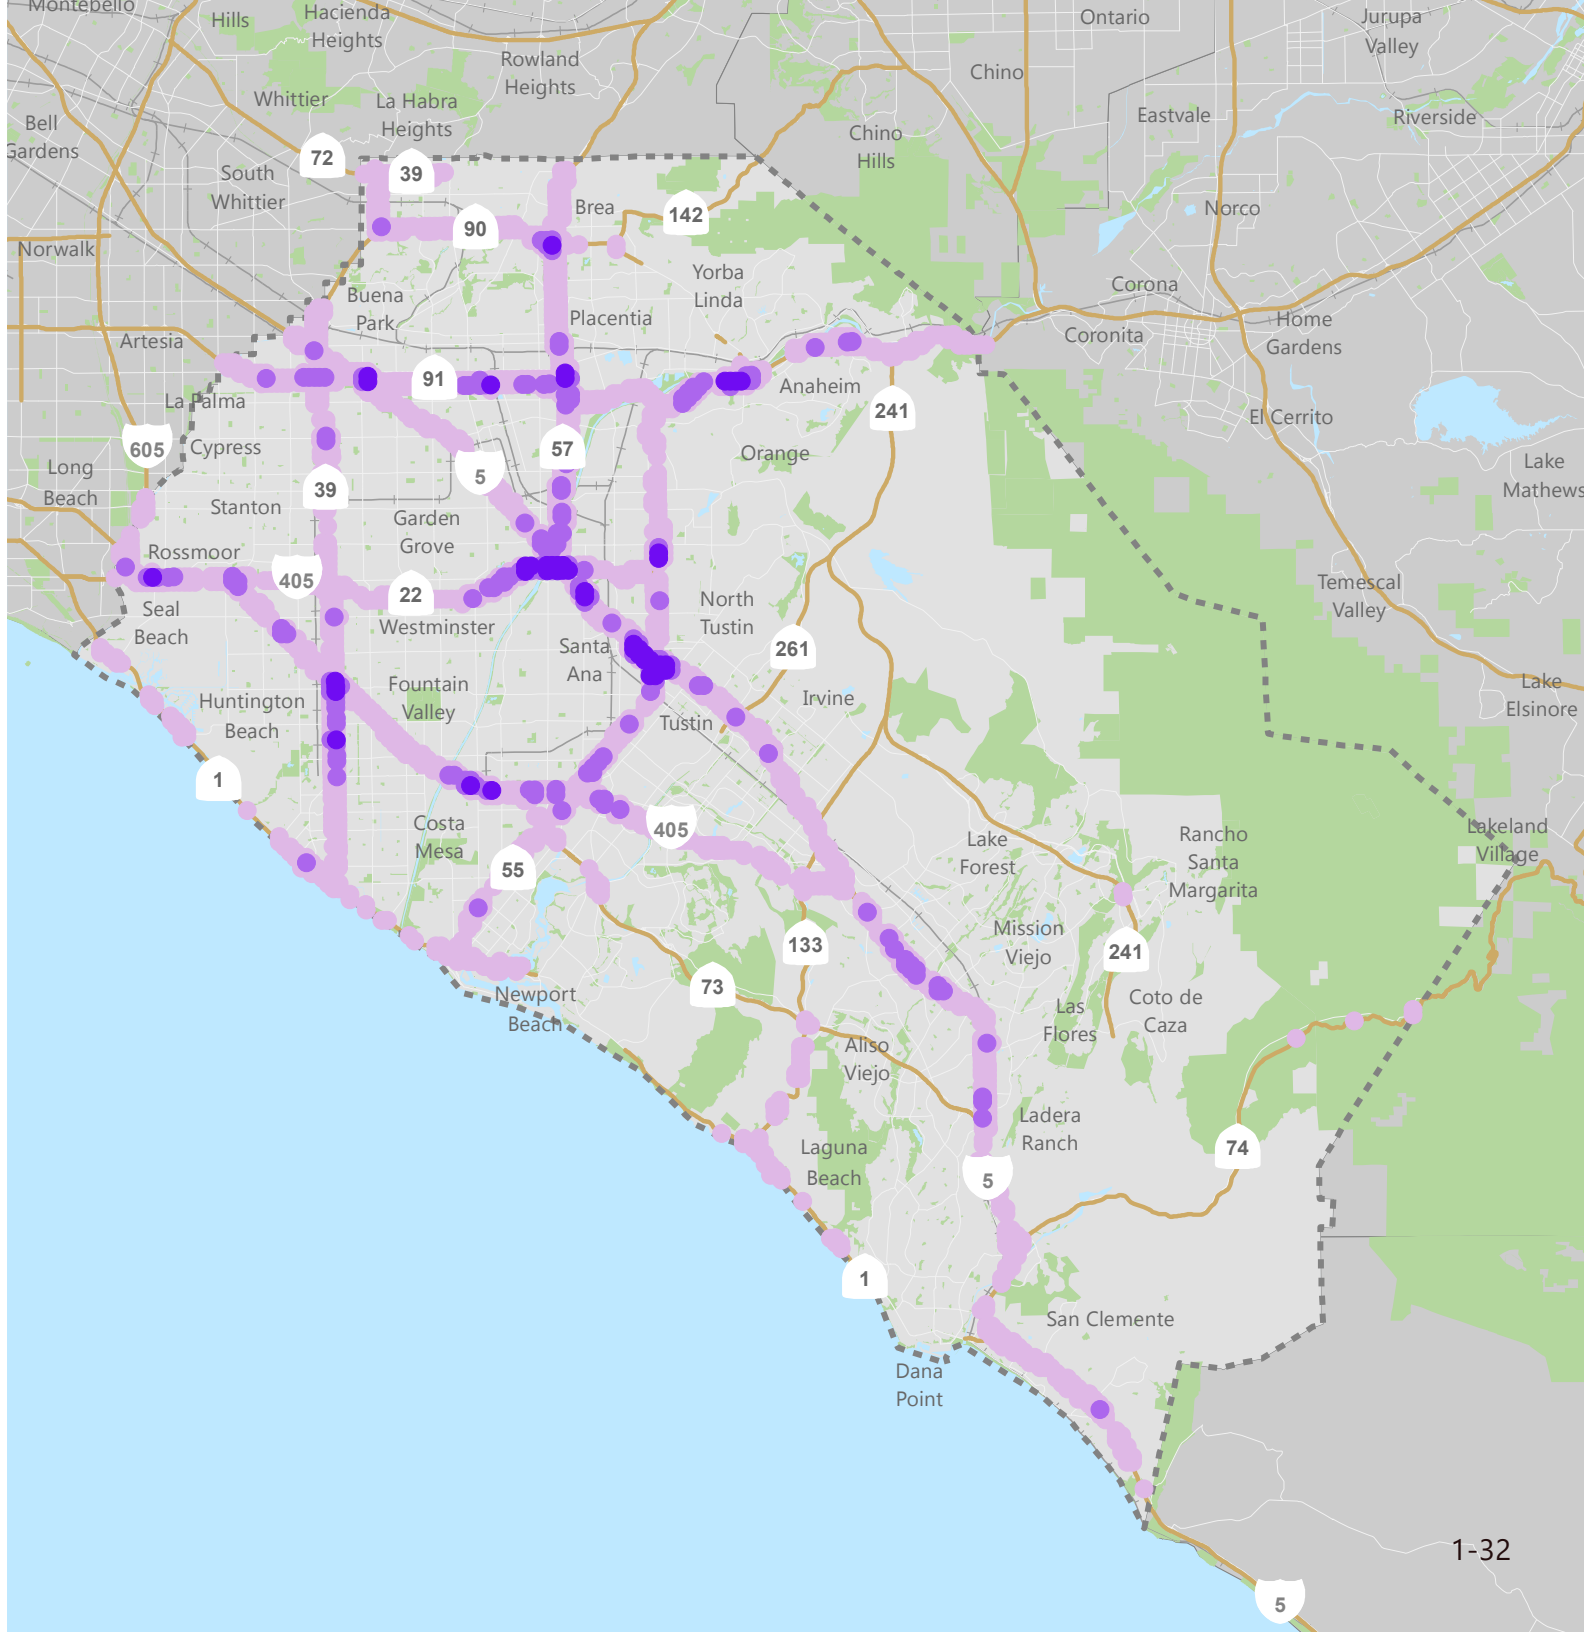 Montebello
Hills
Hacienda
Heights
Ontario
Jurupa
Valley
Rowland
Heights
Chino
Whittier
La Habra
Heights
Bell
Gardens
Eastvale
Riverside
Chino
Hills
72
39
South
Whittier
Norco
Brea
142
90
Norwalk
Yorba
Linda
Corona
Buena
Park
Placentia
Home
Gardens
Artesia
Coronita
91
Anaheim
La Palma
241
El Cerrito
605
Cypress
57
Orange
Long
Beach
5
Lake
Mathews
39
Stanton
Garden
Grove
Rossmoor
405
Temescal
Valley
22
North
Tustin
Seal
Beach
Westminster
Santa
Ana
261
Fountain
Valley
Irvine
Lake
Elsinore
Huntington
Beach
Tustin
1
Costa
Mesa
405
Lake
Forest
Rancho
Santa
Margarita
Lakeland
Village
55
Mission
Viejo
133
241
73
Newport
Beach
Las
Flores
Coto de
Caza
Aliso
Viejo
Ladera
Ranch
74
Laguna
Beach
5
1
San Clemente
Dana
Point
1-32
5